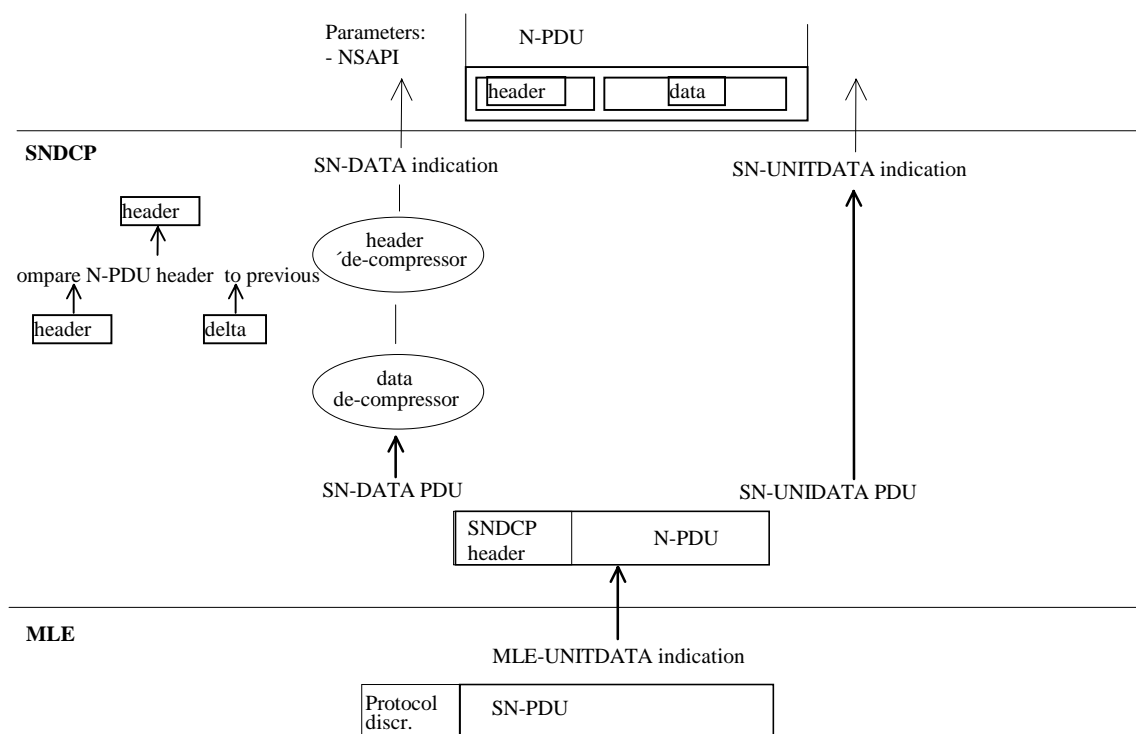 Parameters:
- NSAPI
N-PDU
header
data
SNDCP
SN-DATA indication
SN-UNITDATA indication
header
header
´de-compressor
ompare N-PDU header to previous
header
delta
data
de-compressor
SN-DATA PDU
SN-UNIDATA PDU
SNDCP
header
N-PDU
MLE
MLE-UNITDATA indication
Protocol
discr.
SN-PDU